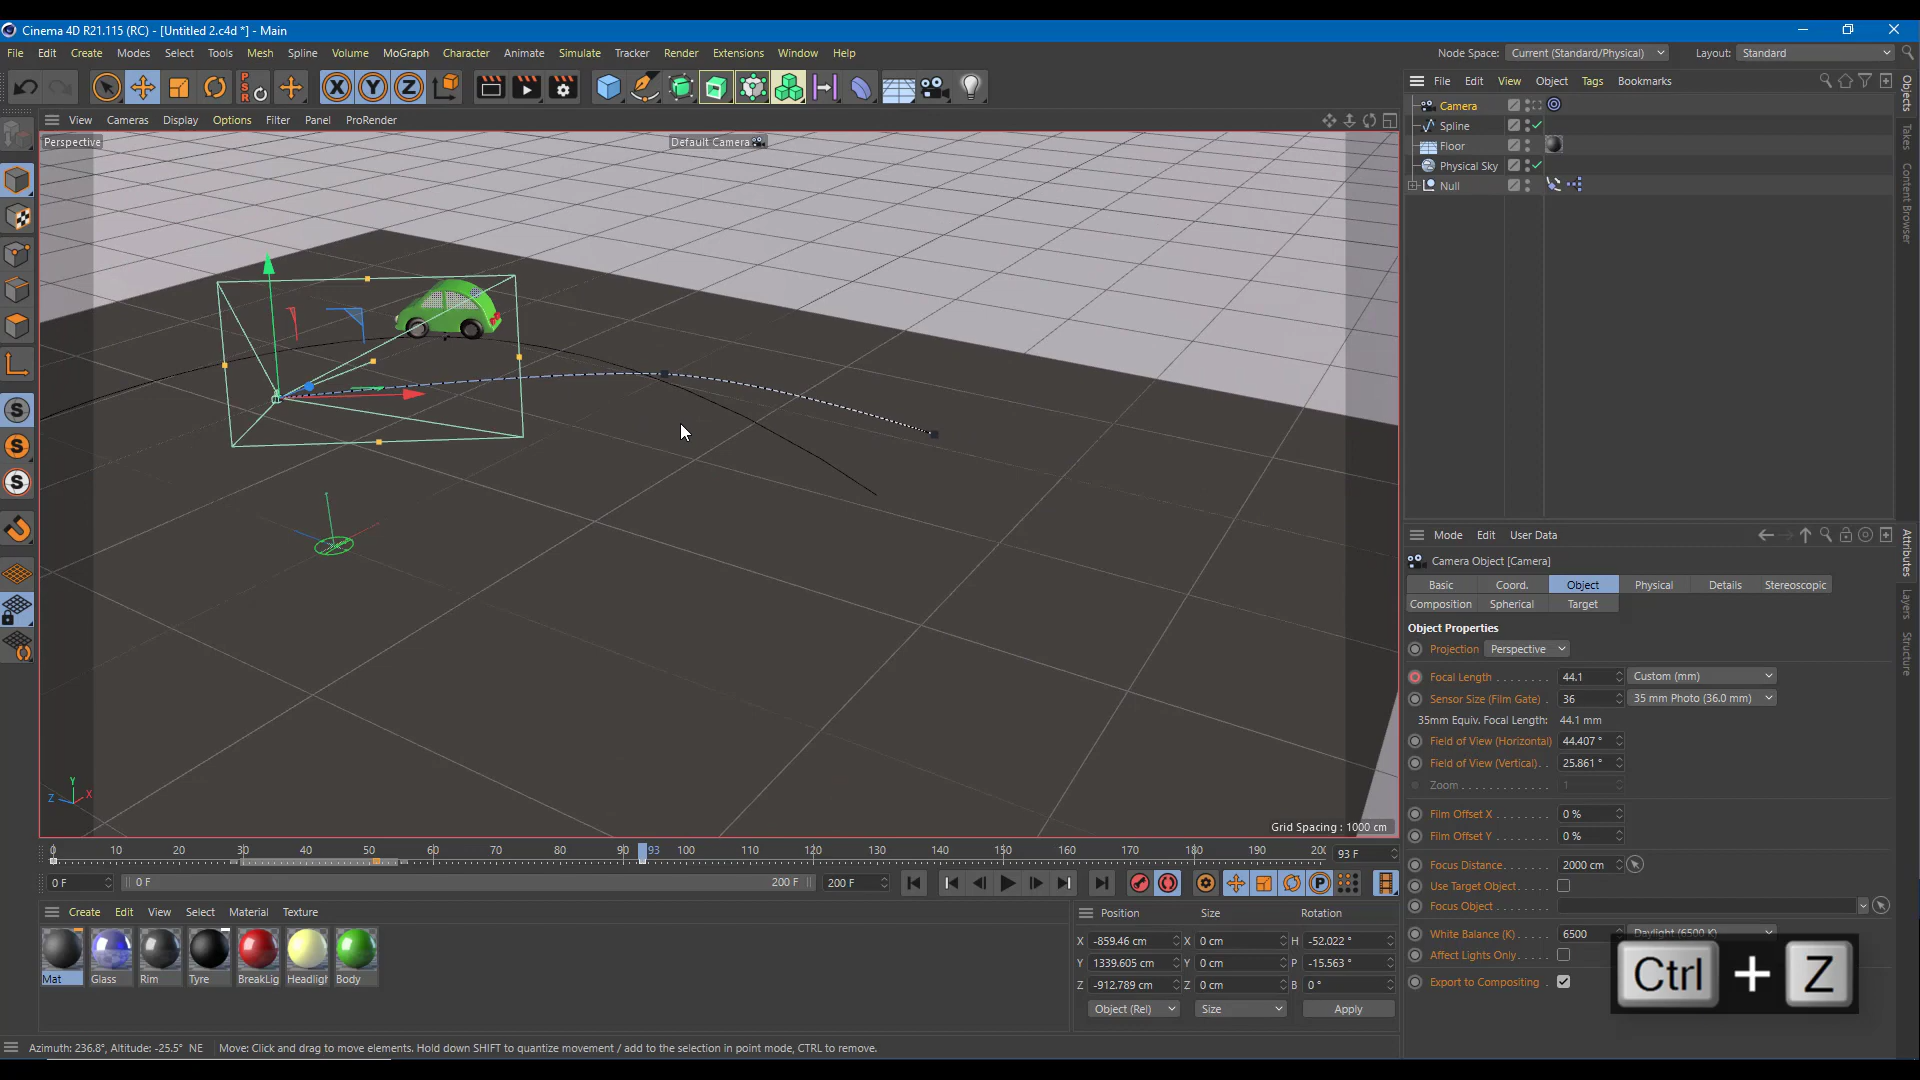 Cinema 4D R21.115 (RC) - [Untitled 2.c4d *] - Main
File Edit Create Modes Select Tools Mesh Spline Volume MoGraph Character Animate Simulate Tracker Render Extensions Window Help
Node Space: Current (Standard/Physical) Layout: Standard
PSR X Y Z
File Edit View Object Tags Bookmarks
View Cameras Display Options Filter Panel ProRender
Perspective
Default Camera
Camera
Spline
Floor
Physical Sky
Null
Objects
Takes
Content Browser
S
S
S
Y
Z X
Grid Spacing : 1000 cm
Mode Edit User Data
Attributes
Layers
Structure
Camera Object [Camera]
Basic Coord. Object Physical Details Stereoscopic
Composition Spherical Target
Object Properties
Projection Perspective
Focal Length . . . . . . . . 44.1 Custom (mm)
Sensor Size (Film Gate) . 36 35 mm Photo (36.0 mm)
35mm Equiv. Focal Length: 44.1 mm
Field of View (Horizontal) 44.407 °
Field of View (Vertical) . . 25.861 °
Zoom . . . . . . . . . . . . . 1
Film Offset X . . . . . . . . 0 %
Film Offset Y . . . . . . . . 0 %
Focus Distance . . . . . . . 2000 cm
Use Target Object . . . . .
Focus Object . . . . . . . .
White Balance (K) . . . . . 6500 Daylight (6500 K)
Affect Lights Only . . . . .
Export to Compositing .
Ctrl + Z
0 10 20 30 40 50 60 70 80 90 93 100 110 120 130 140 150 160 170 180 190 200 93 F
0 F 0 F 200 F 200 F P
Create Edit View Select Material Texture
Mat Glass Rim Tyre BreakLig Headligh Body
Position Size Rotation
X -859.46 cm X 0 cm H -52.022 °
Y 1339.605 cm Y 0 cm P -15.563 °
Z -912.789 cm Z 0 cm B 0 °
Object (Rel) Size Apply
Azimuth: 236.8°, Altitude: -25.5° NE Move: Click and drag to move elements. Hold down SHIFT to quantize movement / add to the selection in point mode, CTRL to remove.